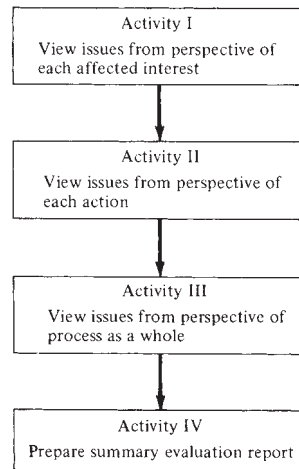 Activity I
View issues from perspective of
each affected interest
Activity II
View issues from perspective of
each action
Activity III
View issues from perspective of
process as a whole
Activity IV
Prepare summary evaluation report